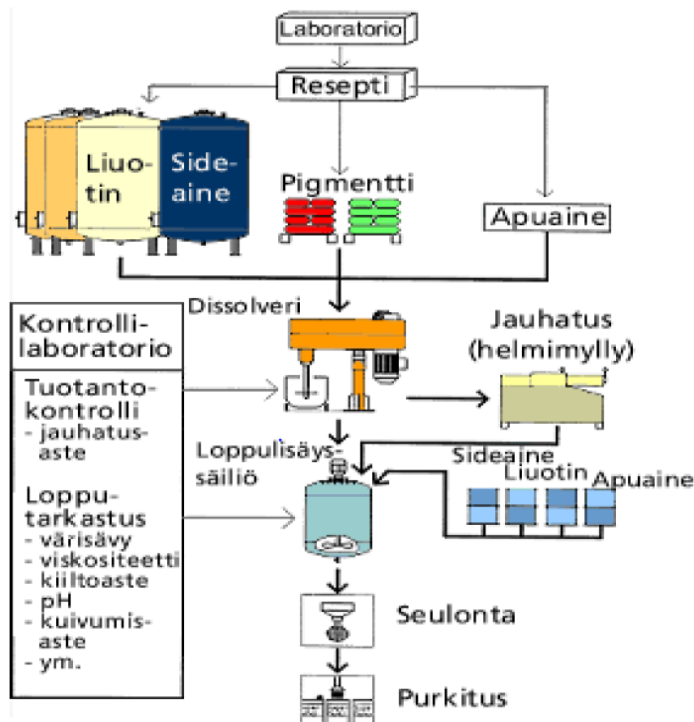 Laboratorio
Resepti
Liuo-
tin
Side-
aine
Pigmentti
Apuaine
Dissolveri
Jauhatus
(helmimylly)
Kontrolli-
laboratorio
Tuotanto-
kontrolli
- jauhatus-
aste
Loppulisäys-
säiliö
Sideaine
Liuotin
Apuaine
Loppu-
tarkastus
- värisävy
- viskositeetti
- kiiltoaste
- pH
- kuivumis-
aste
- ym.
Seulonta
Purkitus